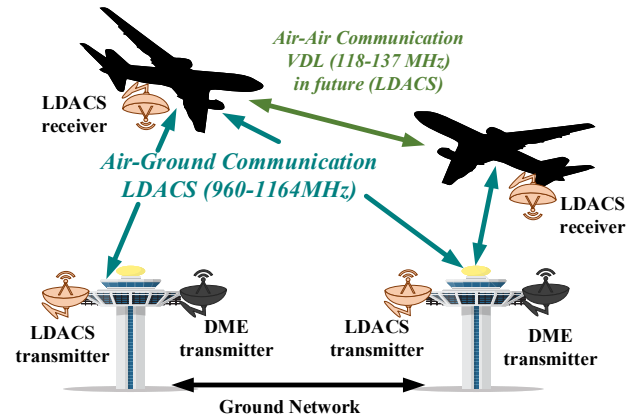 Air-Air Communication
VDL (118-137 MHz)
in future (LDACS)
LDACS
receiver
Air-Ground Communication
LDACS (960-1164MHz)
LDACS
receiver
LDACS
transmitter
DME
transmitter
LDACS
transmitter
DME
transmitter
Ground Network